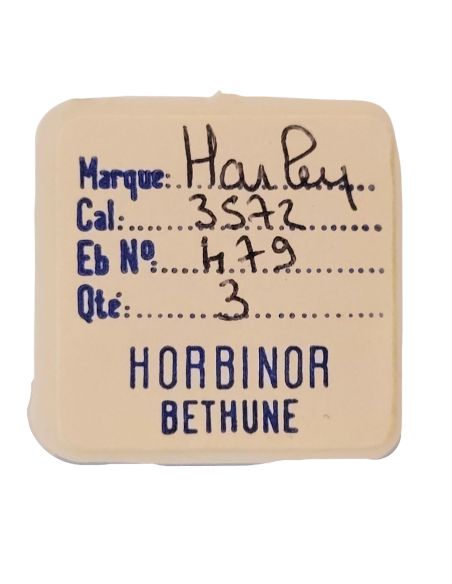 Marque: Harley
Cal: 3572
Eb Nº: 479
Qté: 3
HORBINOR
BETHUNE